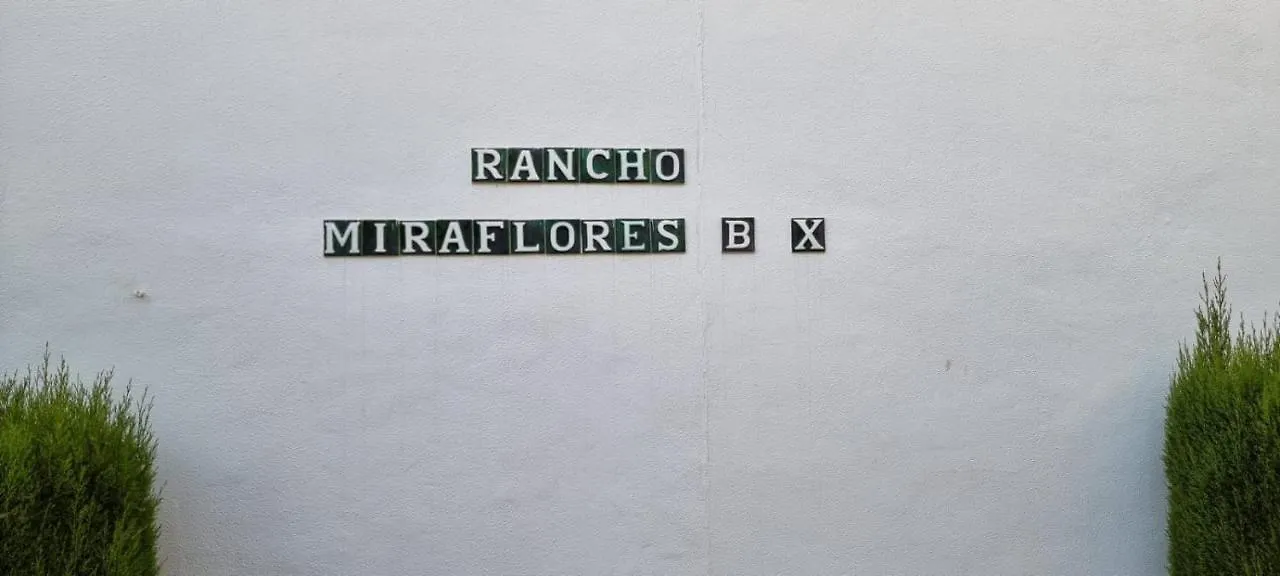 RANCHO
MIRAFLORES B X